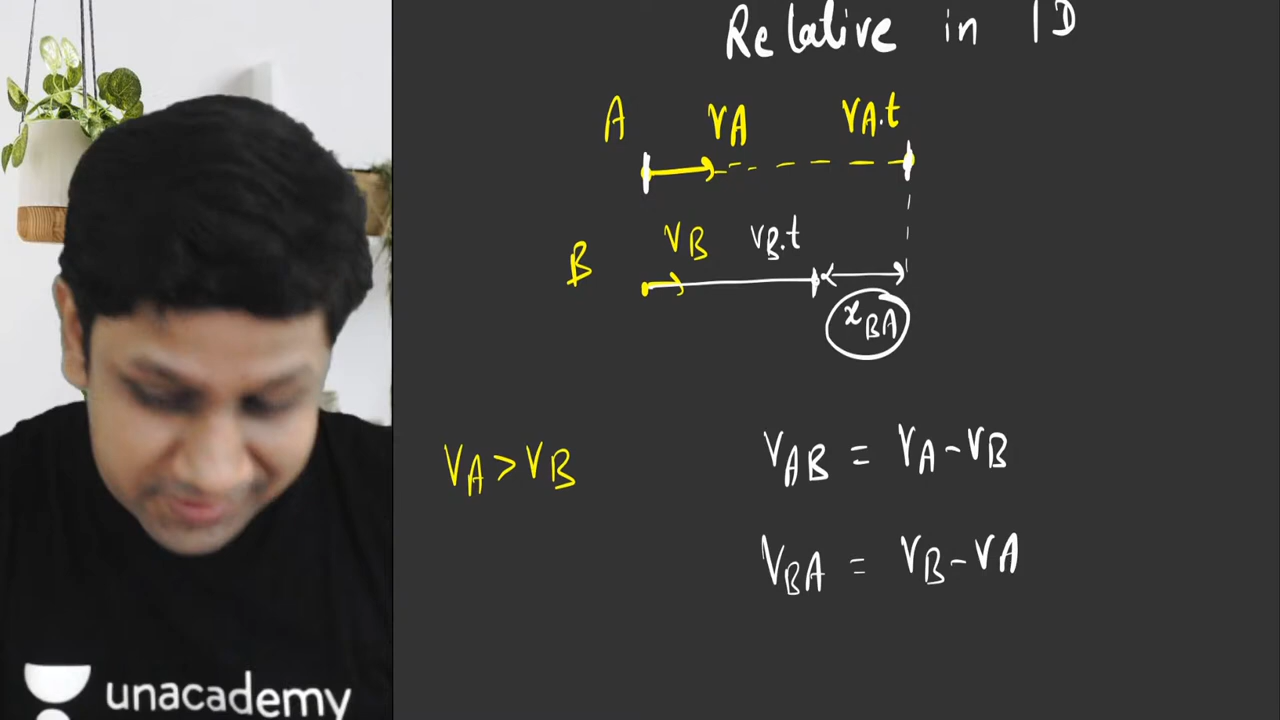 Relative in 1D
A vA vA.t
B vB vB.t
xBA
vA > vB
vAB = vA - vB
vBA = vB - vA
unacademy